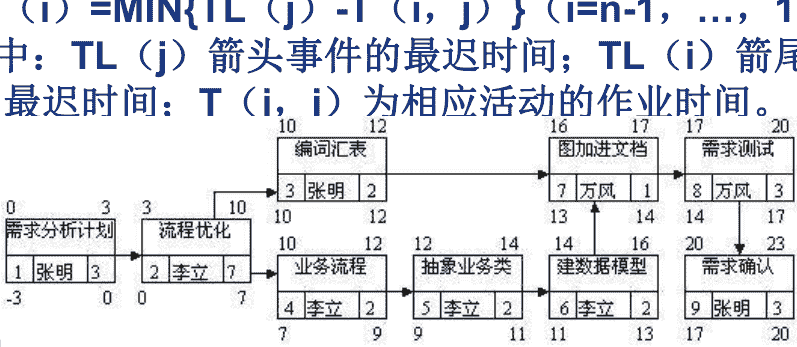 （i）=MIN{TL（j）-T（i，j）}（i=n-1，…，1
中：TL（j）箭头事件的最迟时间；TL（i）箭尾
最迟时间；T（i，j）为相应活动的作业时间。
10 12 16 17 17 20
编词汇表 图加进文档 需求测试
3 张明 2 7 万风 1 8 万风 3
10 12 13 14 14 17
0 3 3 10
需求分析计划 流程优化
1 张明 3 2 李立 7
-3 0 0 7
10 12 12 14 14 16 20 23
业务流程 抽象业务类 建数据模型 需求确认
4 李立 2 5 李立 2 6 李立 2 9 张明 3
7 9 9 11 11 13 17 20